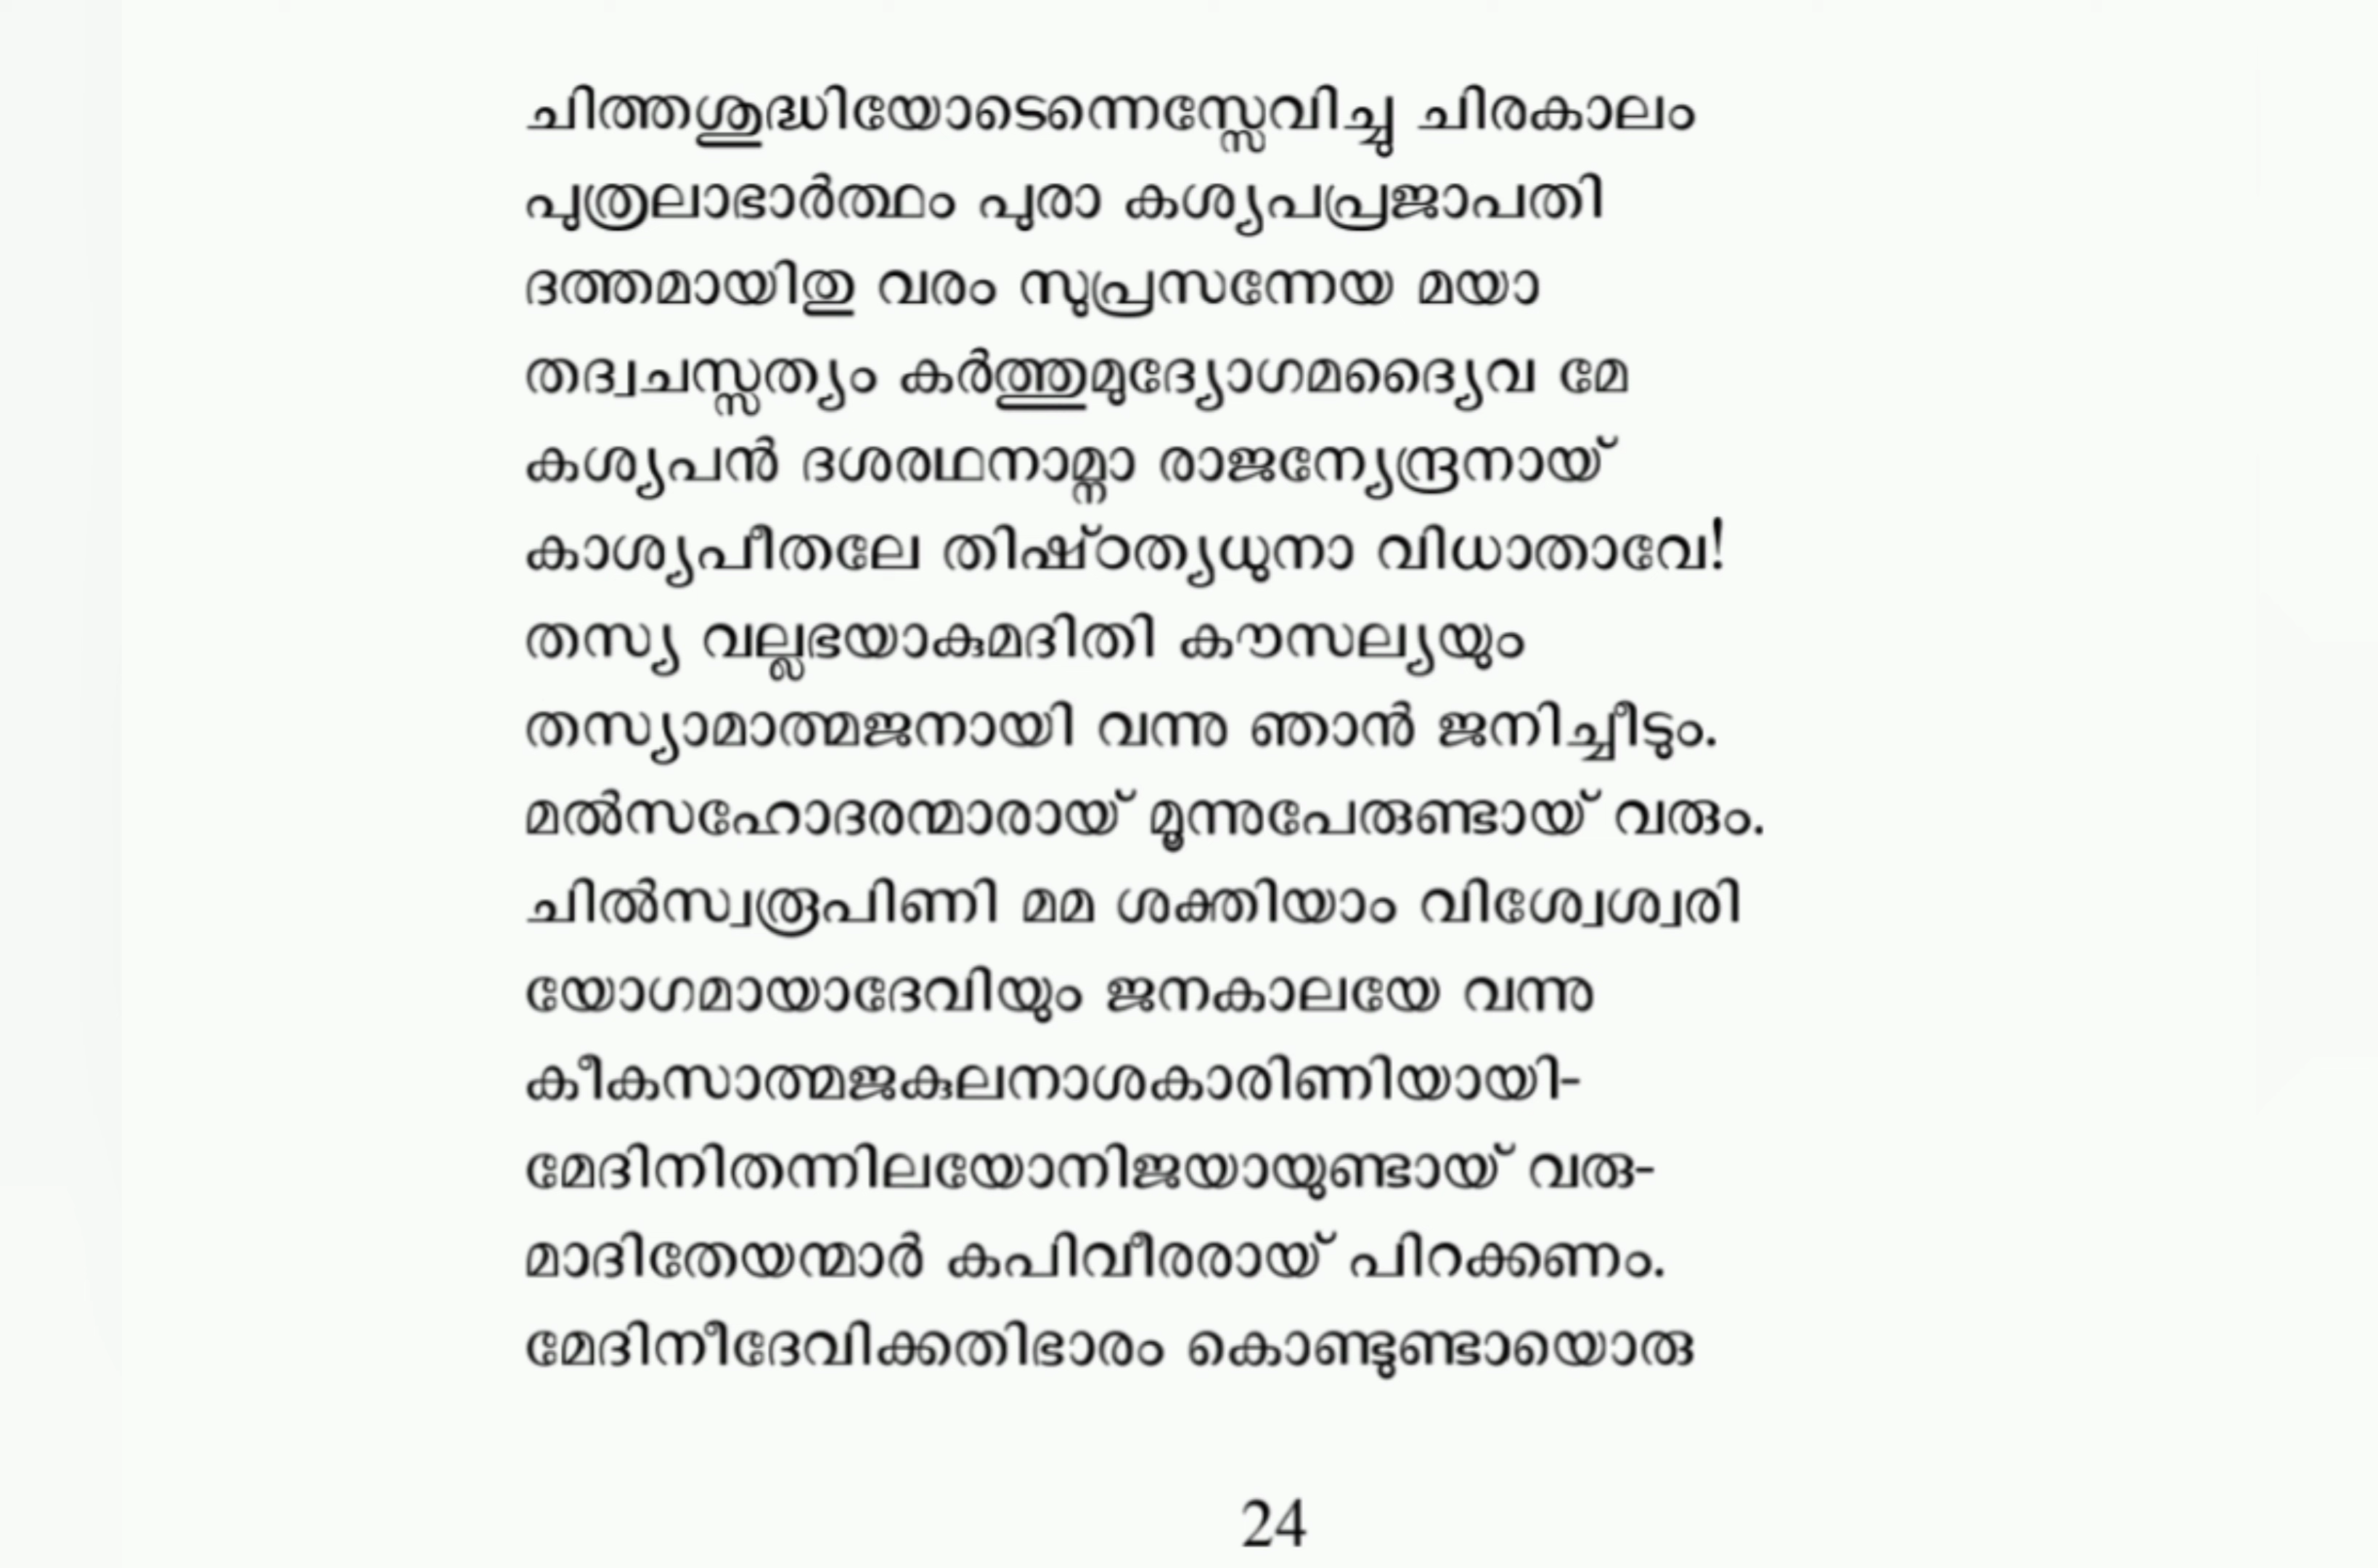 ചിത്തശുദ്ധിയോടെന്നെസ്സേവിച്ചു ചിരകാലം
പുത്രലാഭാർത്ഥം പുരാ കശ്യപപ്രജാപതി
ദത്തമായിതു വരം സുപ്രസന്നേയ മയാ
തദ്വചസ്സത്യം കർത്തുമുദ്യോഗമദ്യൈവ മേ
കശ്യപൻ ദശരഥനാമ്നാ രാജന്യേന്ദ്രനായ്
കാശ്യപീതലേ തിഷ്ഠത്യധുനാ വിധാതാവേ!
തസ്യ വല്ലഭയാകുമദിതി കൗസല്യയും
തസ്യാമാത്മജനായി വന്നു ഞാൻ ജനിച്ചീടും.
മൽസഹോദരന്മാരായ് മൂന്നുപേരുണ്ടായ് വരും.
ചിൽസ്വരൂപിണി മമ ശക്തിയാം വിശ്വേശ്വരി
യോഗമായാദേവിയും ജനകാലയേ വന്നു
കീകസാത്മജകുലനാശകാരിണിയായി-
മേദിനിതന്നിലയോനിജയായുണ്ടായ് വരു-
മാദിതേയന്മാർ കപിവീരരായ് പിറക്കണം.
മേദിനീദേവിക്കതിഭാരം കൊണ്ടുണ്ടായൊരു
24